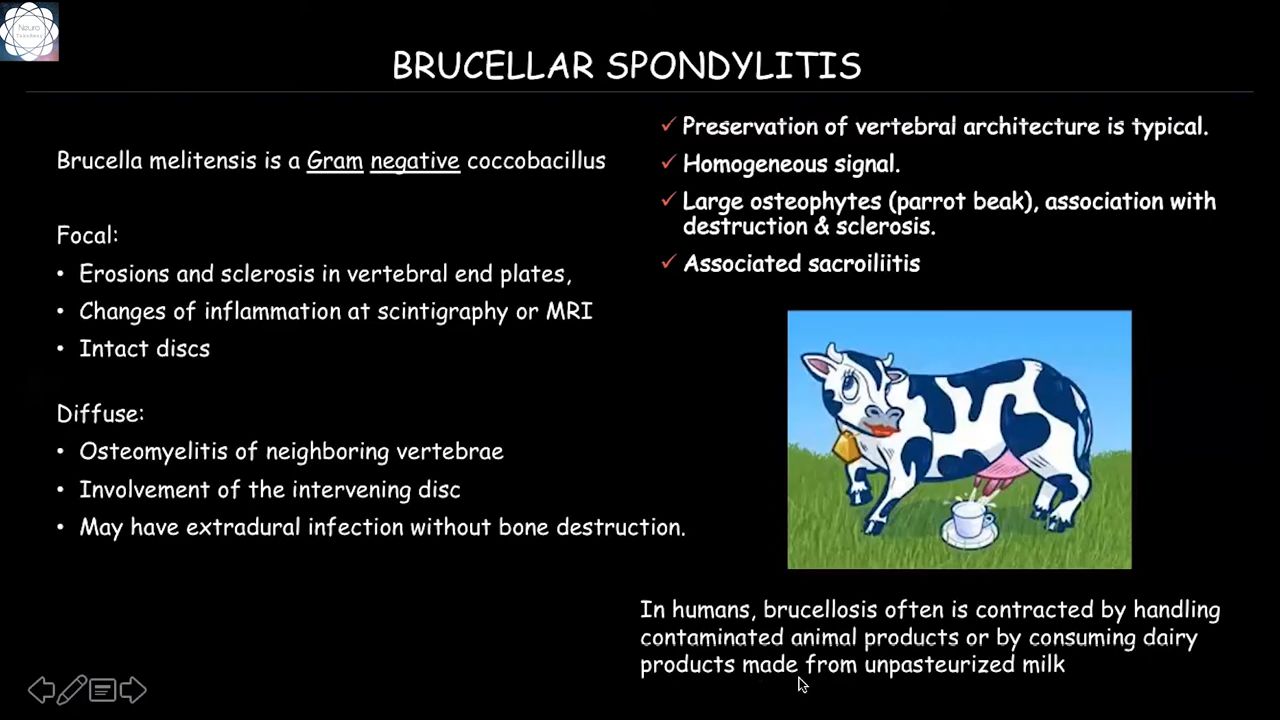 Neuro
BRUCELLAR SPONDYLITIS
Brucella melitensis is a Gram negative coccobacillus
Focal:
• Erosions and sclerosis in vertebral end plates,
• Changes of inflammation at scintigraphy or MRI
• Intact discs
Diffuse:
• Osteomyelitis of neighboring vertebrae
• Involvement of the intervening disc
• May have extradural infection without bone destruction.
✓ Preservation of vertebral architecture is typical.
✓ Homogeneous signal.
✓ Large osteophytes (parrot beak), association with
destruction & sclerosis.
✓ Associated sacroiliitis
In humans, brucellosis often is contracted by handling
contaminated animal products or by consuming dairy
products made from unpasteurized milk